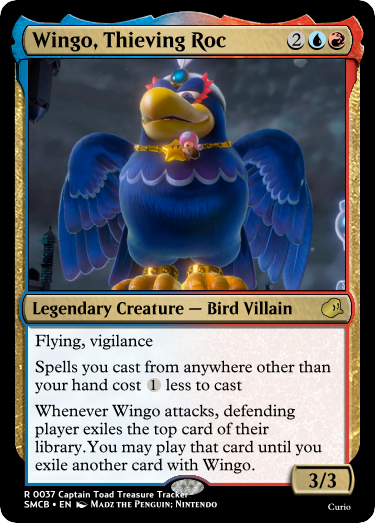 Wingo, Thieving Roc 2
Legendary Creature — Bird Villain
Flying, vigilance
Spells you cast from anywhere other than
your hand cost 1 less to cast
Whenever Wingo attacks, defending
player exiles the top card of their
library.You may play that card until you
exile another card with Wingo.
3/3
R 0037 Captain Toad Treasure Tracker
SMCB • EN Madz the Penguin; Nintendo
Curio